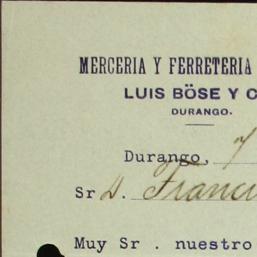 MERCERIA Y FERRETERIA
LUIS BÖSE Y C
DURANGO.
Durango, 7
Sr D. Franci
Muy Sr . nuestro